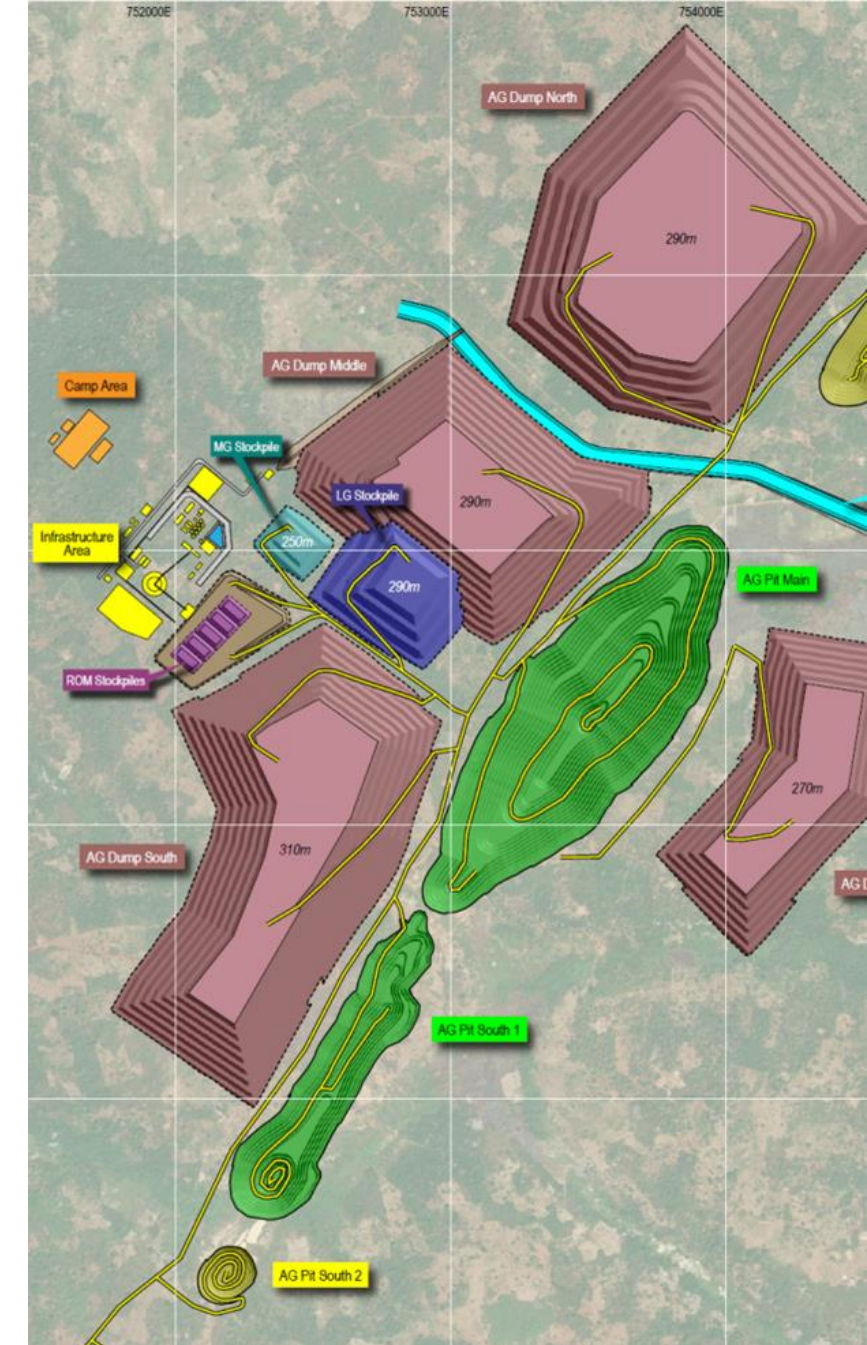 752000E
753000E
754000E
AG Dump North
290m
AG Dump Middle
Camp Area
MG Stockpile
LG Stockpile
290m
Infrastructure
Area
250m
290m
AG Pit Main
ROM Stockpiles
270m
AG Dump South
310m
AG D
AG Pit South 1
AG Pit South 2